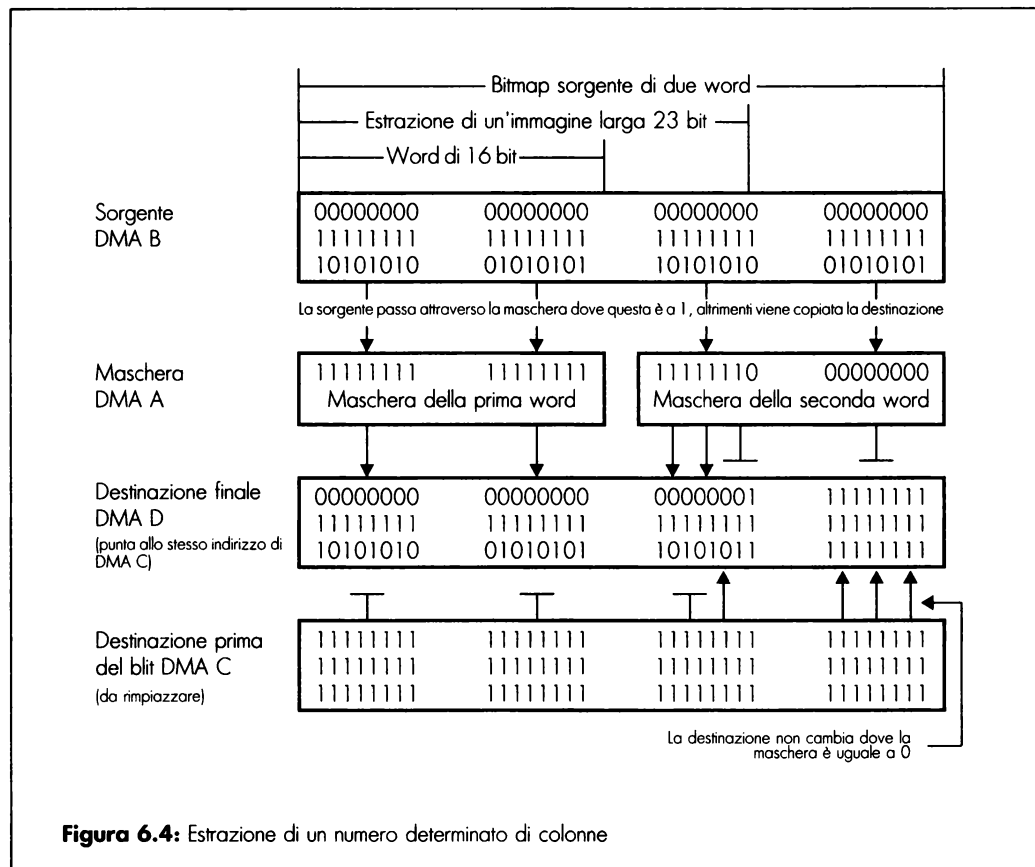 Bitmap sorgente di due word
Estrazione di un'immagine larga 23 bit
Word di 16 bit
Sorgente
DMA B
00000000 00000000 00000000 00000000
11111111 11111111 11111111 11111111
10101010 01010101 10101010 01010101
La sorgente passa attraverso la maschera dove questa è a 1, altrimenti viene copiata la destinazione
Maschera
DMA A
11111111 11111111 11111110 00000000
Maschera della prima word Maschera della seconda word
Destinazione finale
DMA D
(punta allo stesso indirizzo di
DMA C)
00000000 00000000 00000001 11111111
11111111 11111111 11111111 11111111
10101010 01010101 10101011 11111111
Destinazione prima
del blit DMA C
(da rimpiazzare)
11111111 11111111 11111111 11111111
11111111 11111111 11111111 11111111
11111111 11111111 11111111 11111111
La destinazione non cambia dove la
maschera è uguale a 0
Figura 6.4: Estrazione di un numero determinato di colonne